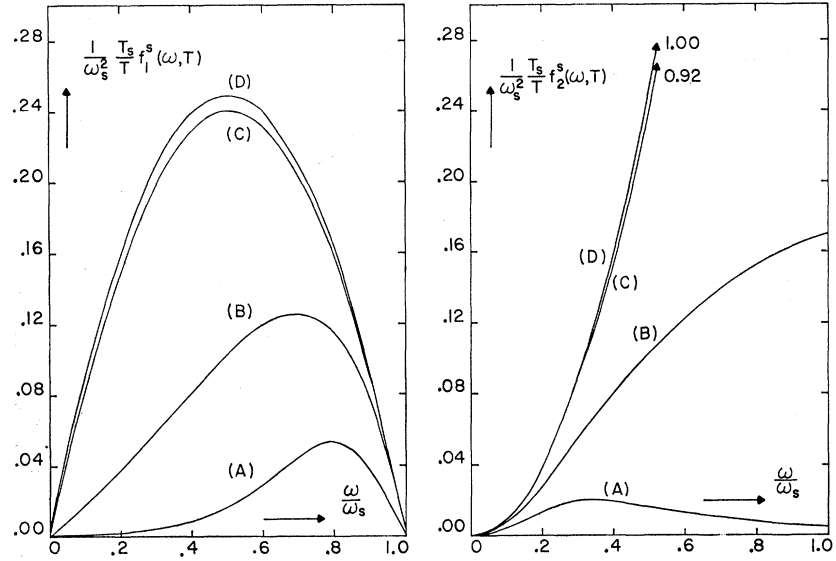 .28
.24
.20
.16
.12
.08
.04
.00
1/ωs² Ts/T f₁ˢ(ω,T)
(D)
(C)
(B)
(A)
ω/ωs
0 .2 .4 .6 .8 1.0
.28
.24
.20
.16
.12
.08
.04
.00
1/ωs² Ts/T f₂ˢ(ω,T)
1.00
0.92
(D)
(C)
(B)
(A)
ω/ωs
0 .2 .4 .6 .8 1.0